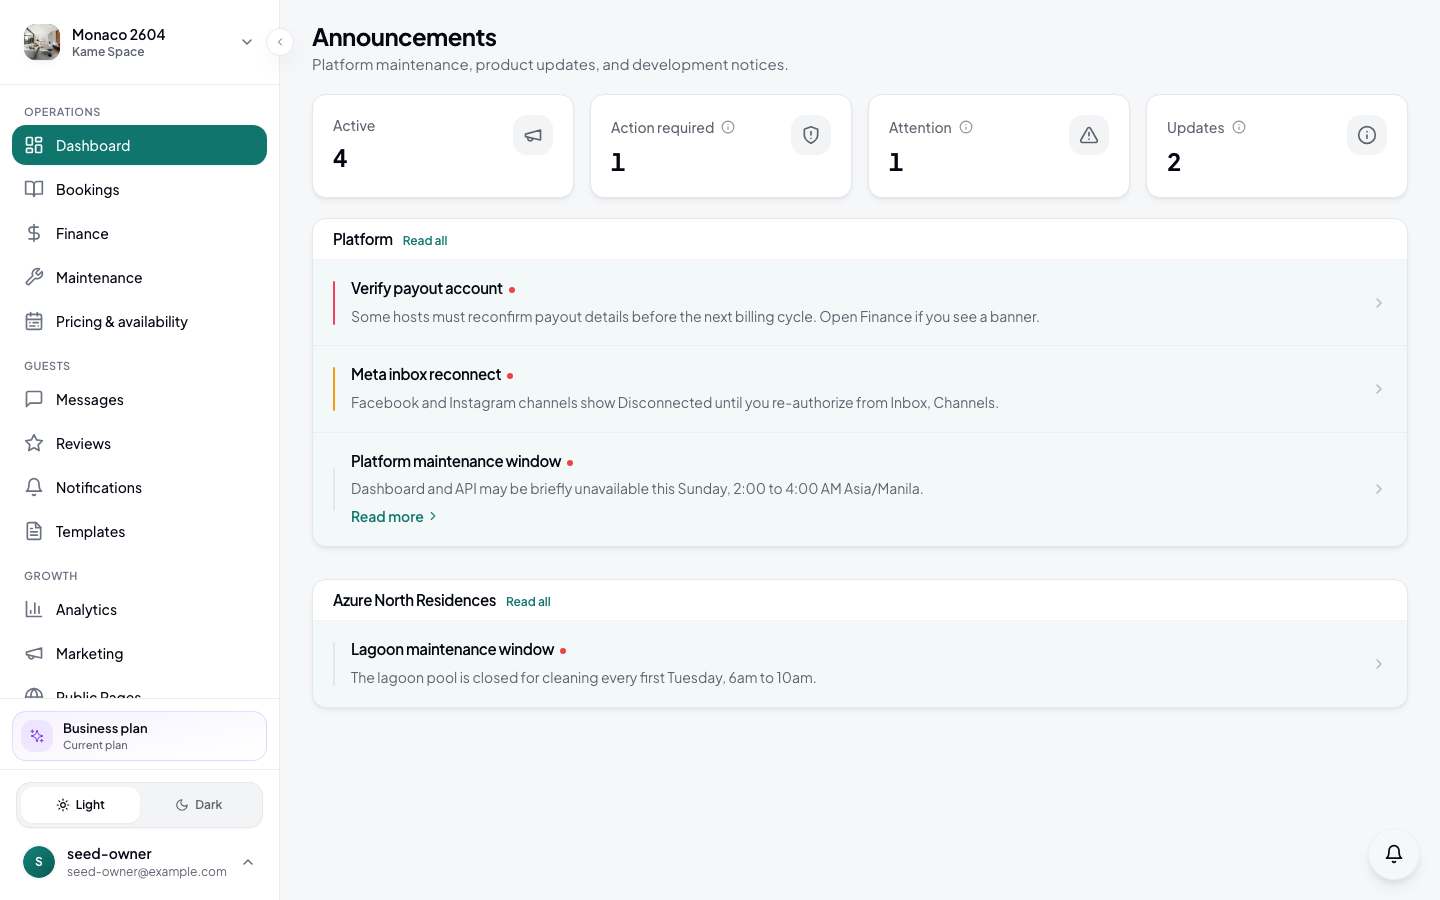 Monaco 2604
Kame Space
OPERATIONS
Dashboard
Bookings
Finance
Maintenance
Pricing & availability
GUESTS
Messages
Reviews
Notifications
Templates
GROWTH
Analytics
Marketing
Public Pages
Business plan
Current plan
Light
Dark
S
seed-owner
seed-owner@example.com
Announcements
Platform maintenance, product updates, and development notices.
Active
4
Action required
1
Attention
1
Updates
2
Platform Read all
Verify payout account
Some hosts must reconfirm payout details before the next billing cycle. Open Finance if you see a banner.
Meta inbox reconnect
Facebook and Instagram channels show Disconnected until you re-authorize from Inbox, Channels.
Platform maintenance window
Dashboard and API may be briefly unavailable this Sunday, 2:00 to 4:00 AM Asia/Manila.
Read more
Azure North Residences Read all
Lagoon maintenance window
The lagoon pool is closed for cleaning every first Tuesday, 6am to 10am.